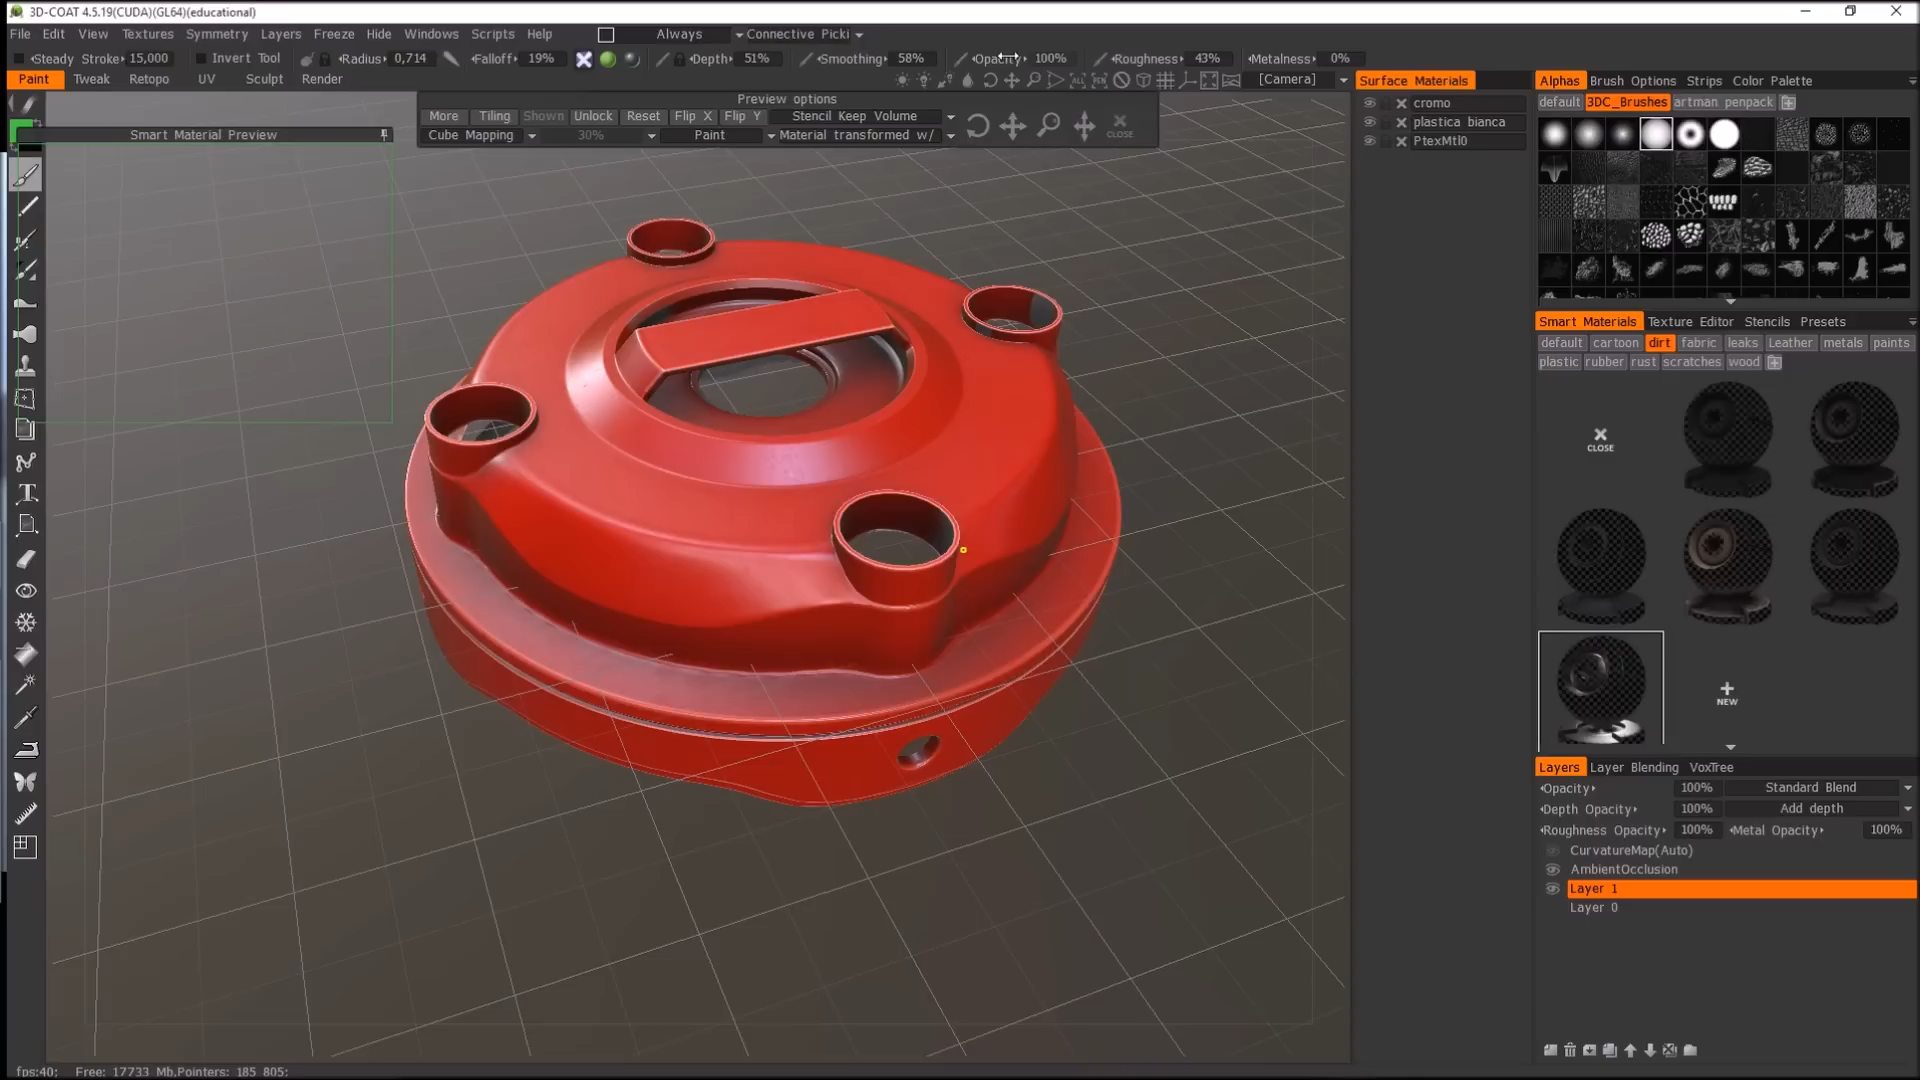 3D-COAT 4.5.19(CUDA)(GL64)(educational)
File Edit View Textures Symmetry Layers Freeze Hide Windows Scripts Help Always Connective Picki
Steady Stroke 15,000 Invert Tool Radius 0,714 Falloff 19% Depth 51% Smoothing 58% Opacity 100% Roughness 43% Metalness 0%
Paint Tweak Retopo UV Sculpt Render [Camera] Surface Materials Alphas Brush Options Strips Color Palette
Preview options
default 3DC_Brushes artman penpack
cromo
plastica bianca
PtexMtl0
More Tiling Shown Unlock Reset Flip X Flip Y Stencil Keep Volume
Cube Mapping 30% Paint Material transformed w/ CLOSE
Smart Material Preview
Smart Materials Texture Editor Stencils Presets
default cartoon dirt fabric leaks Leather metals paints
plastic rubber rust scratches wood
CLOSE
NEW
Layers Layer Blending VoxTree
Opacity 100% Standard Blend
Depth Opacity 100% Add depth
Roughness Opacity 100% Metal Opacity 100%
CurvatureMap(Auto)
AmbientOcclusion
Layer 1
Layer 0
fps:40; Free: 17733 Mb,Pointers: 185 805;